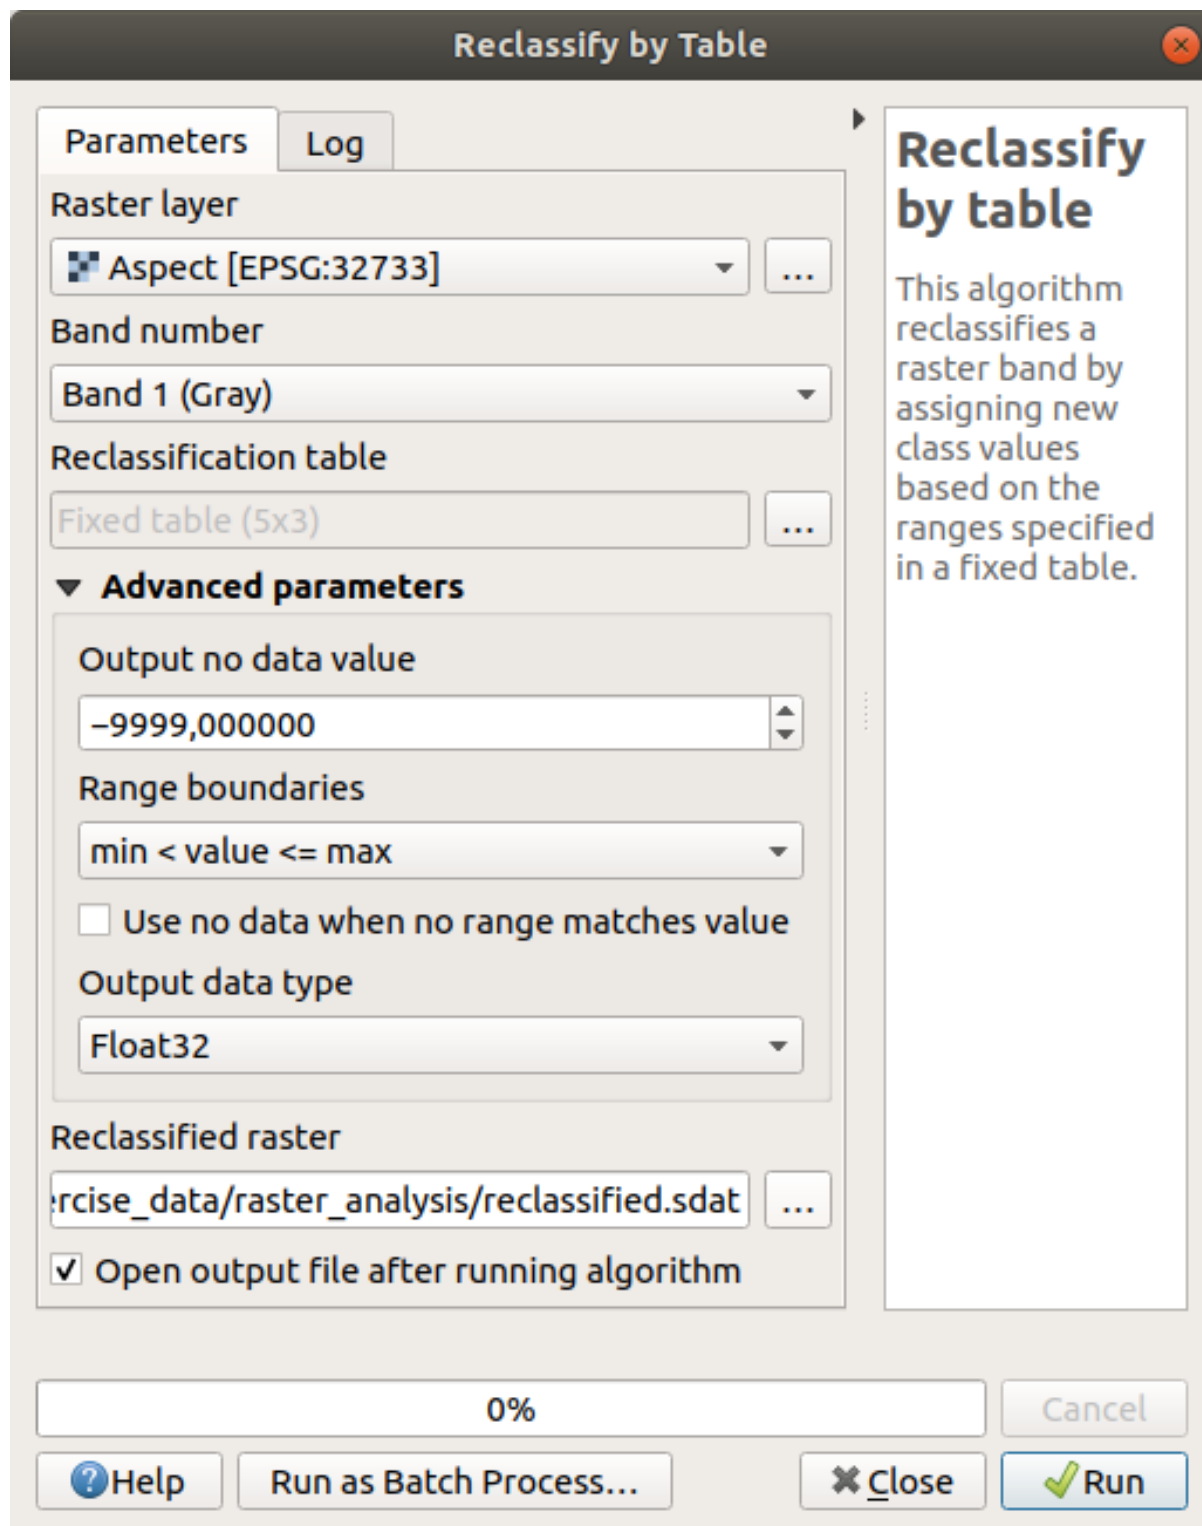 Reclassify by Table
Parameters
Log
Raster layer
Aspect [EPSG:32733]
...
Band number
Band 1 (Gray)
Reclassification table
Fixed table (5x3)
...
Advanced parameters
Output no data value
−9999,000000
Range boundaries
min < value <= max
Use no data when no range matches value
Output data type
Float32
Reclassified raster
rcise_data/raster_analysis/reclassified.sdat
...
Open output file after running algorithm
Reclassify
by table
This algorithm
reclassifies a
raster band by
assigning new
class values
based on the
ranges specified
in a fixed table.
0%
Cancel
Help
Run as Batch Process...
Close
Run